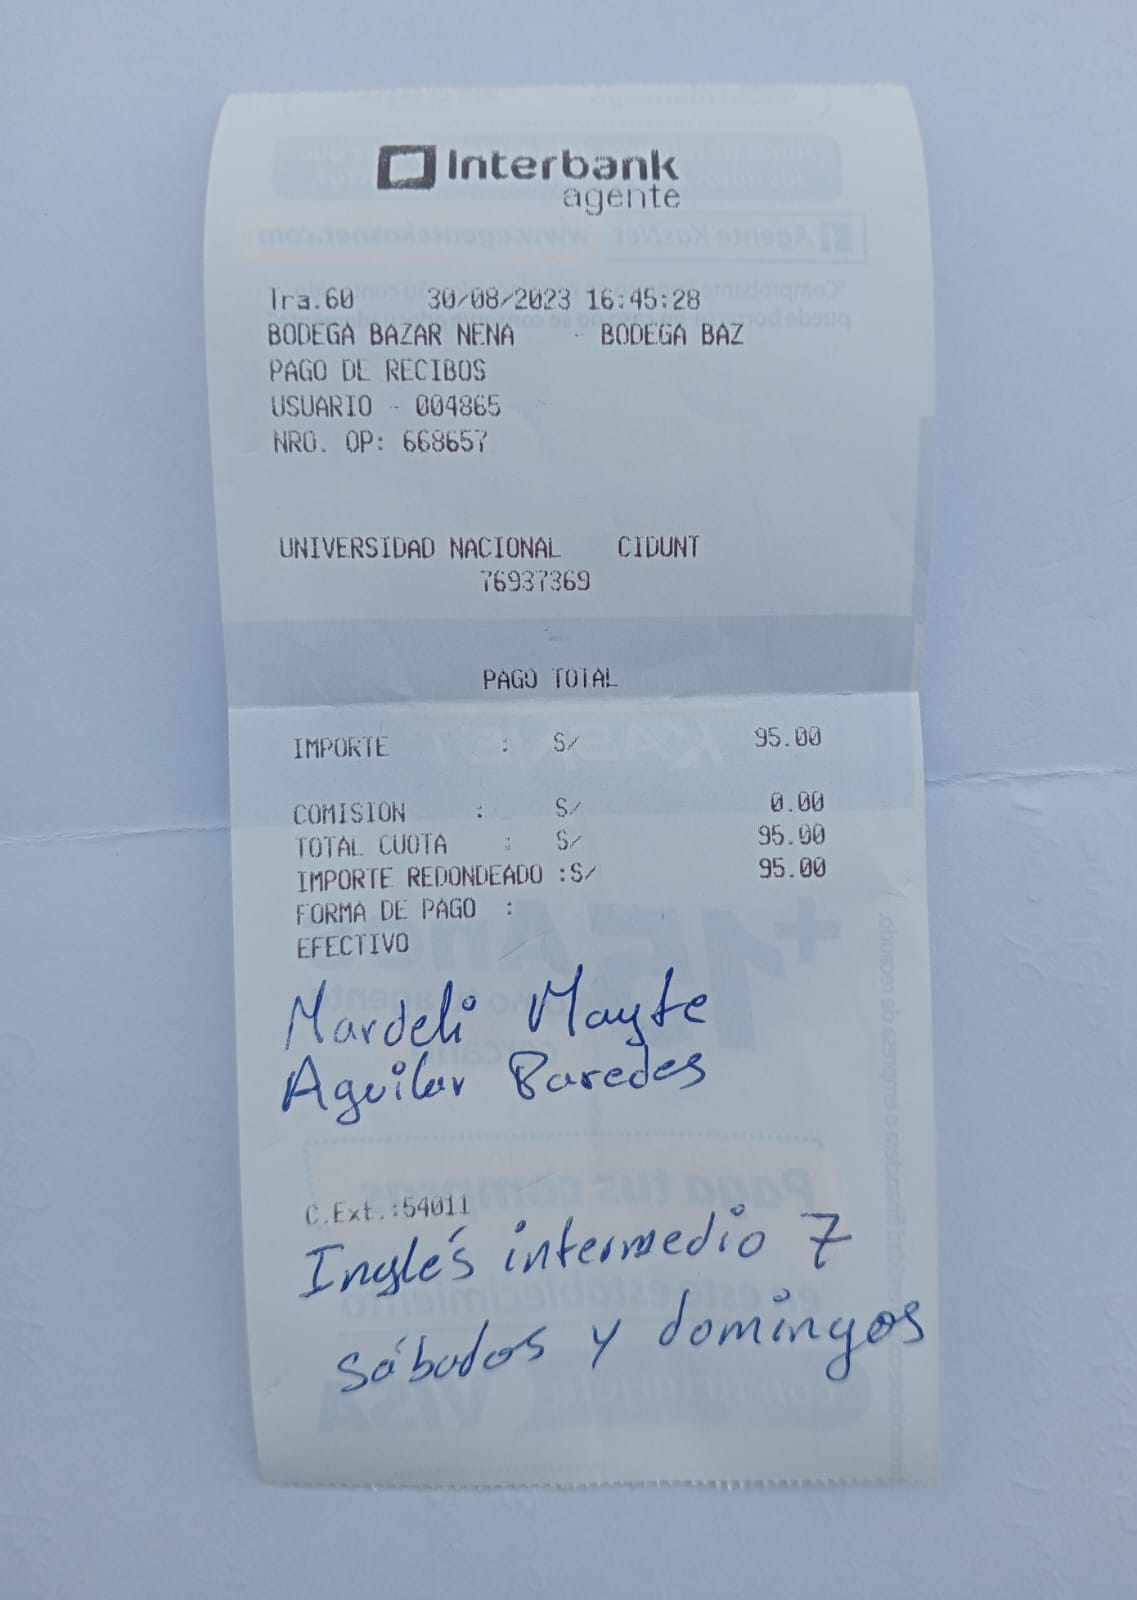 Interbank
agente
Tra.60 30/08/2023 16:45:28
BODEGA BAZAR NENA - BODEGA BAZ
PAGO DE RECIBOS
USUARIO - 004865
NRO. OP: 668657
UNIVERSIDAD NACIONAL CIDUNT
76937369
PAGO TOTAL
IMPORTE : S/ 95.00
COMISION : S/ 0.00
TOTAL CUOTA : S/ 95.00
IMPORTE REDONDEADO :S/ 95.00
FORMA DE PAGO :
EFECTIVO
Mardeli Mayte
Aguilar Paredes
C.Ext.:54011
Inglés intermedio 7
sábados y domingos